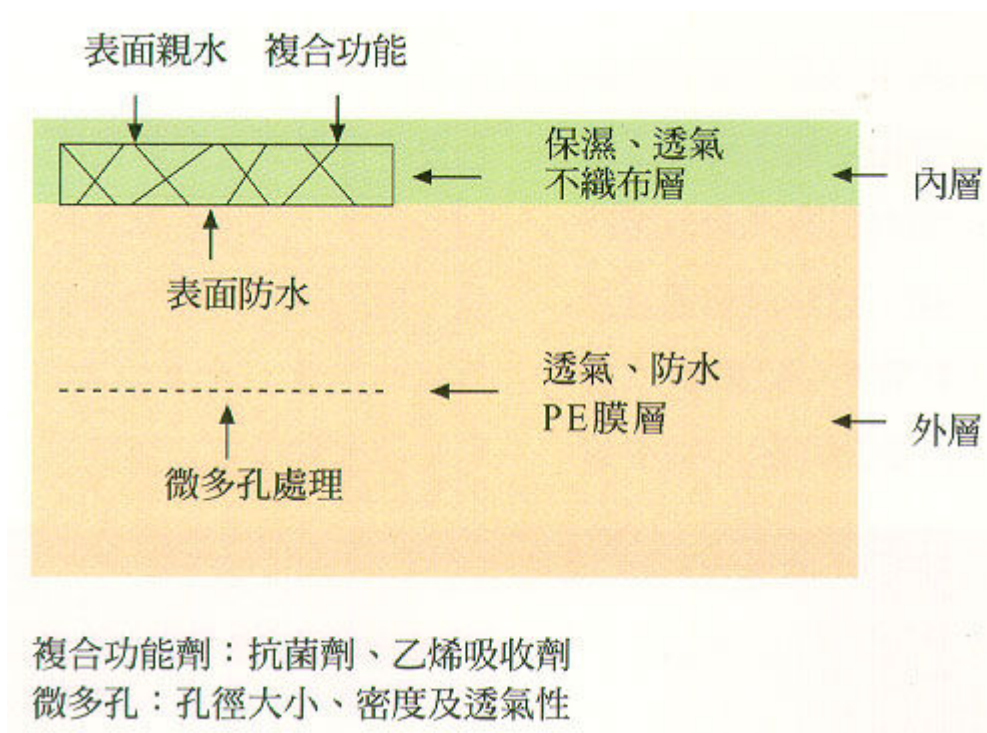 表面親水 複合功能
保濕、透氣
不織布層
內層
表面防水
透氣、防水
PE膜層
外層
微多孔處理
複合功能劑：抗菌劑、乙烯吸收劑
微多孔：孔徑大小、密度及透氣性